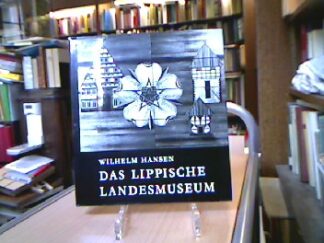 WILHELM HANSEN
DAS LIPPISCHE
LANDESMUSEUM